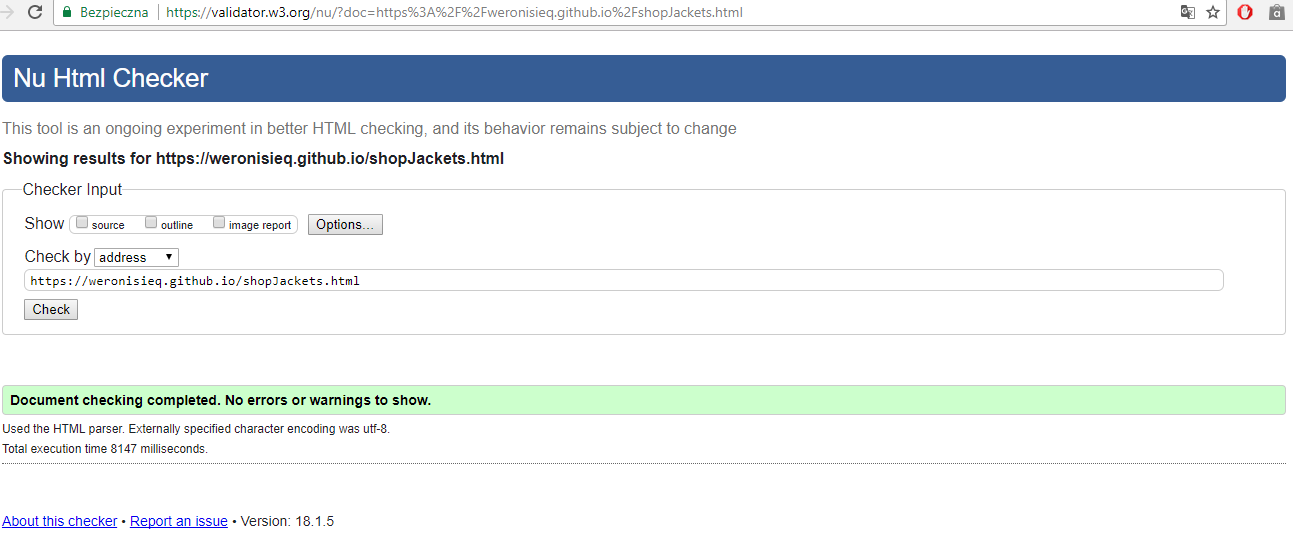 Bezpieczna https://validator.w3.org/nu/?doc=https%3A%2F%2Fweronisieq.github.io%2FshopJackets.html
Nu Html Checker
This tool is an ongoing experiment in better HTML checking, and its behavior remains subject to change
Showing results for https://weronisieq.github.io/shopJackets.html
Checker Input
Show source outline image report Options...
Check by address
https://weronisieq.github.io/shopJackets.html
Check
Document checking completed. No errors or warnings to show.
Used the HTML parser. Externally specified character encoding was utf-8.
Total execution time 8147 milliseconds.
About this checker • Report an issue • Version: 18.1.5